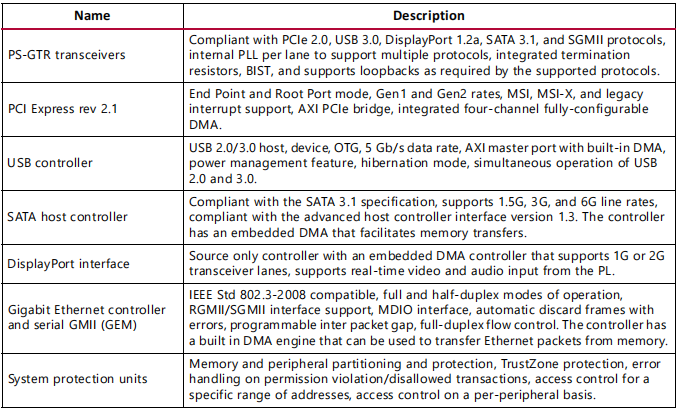 Name Description
PS-GTR transceivers
Compliant with PCIe 2.0, USB 3.0, DisplayPort 1.2a, SATA 3.1, and SGMII protocols,
internal PLL per lane to support multiple protocols, integrated termination
resistors, BIST, and supports loopbacks as required by the supported protocols.
PCI Express rev 2.1
End Point and Root Port mode, Gen1 and Gen2 rates, MSI, MSI-X, and legacy
interrupt support, AXI PCIe bridge, integrated four-channel fully-configurable
DMA.
USB controller
USB 2.0/3.0 host, device, OTG, 5 Gb/s data rate, AXI master port with built-in DMA,
power management feature, hibernation mode, simultaneous operation of USB
2.0 and 3.0.
SATA host controller
Compliant with the SATA 3.1 specification, supports 1.5G, 3G, and 6G line rates,
compliant with the advanced host controller interface version 1.3. The controller
has an embedded DMA that facilitates memory transfers.
DisplayPort interface
Source only controller with an embedded DMA controller that supports 1G or 2G
transceiver lanes, supports real-time video and audio input from the PL.
Gigabit Ethernet controller
and serial GMII (GEM)
IEEE Std 802.3-2008 compatible, full and half-duplex modes of operation,
RGMII/SGMII interface support, MDIO interface, automatic discard frames with
errors, programmable inter packet gap, full-duplex flow control. The controller has
a built in DMA engine that can be used to transfer Ethernet packets from memory.
System protection units
Memory and peripheral partitioning and protection, TrustZone protection, error
handling on permission violation/disallowed transactions, access control for a
specific range of addresses, access control on a per-peripheral basis.